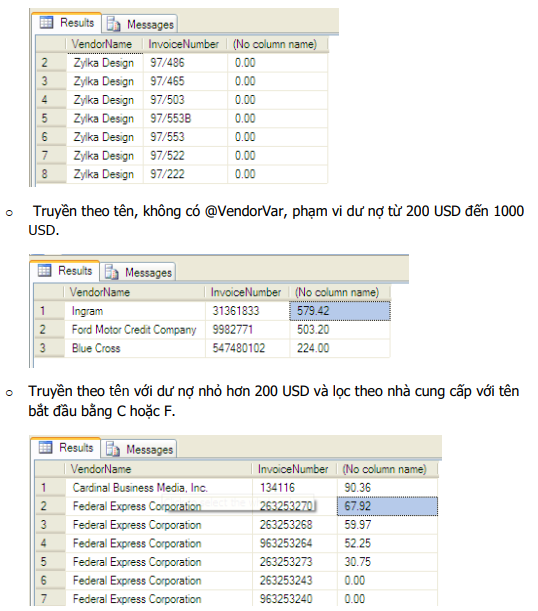 Results Messages
VendorName InvoiceNumber (No column name)
2 Zylka Design 97/486 0.00
3 Zylka Design 97/465 0.00
4 Zylka Design 97/503 0.00
5 Zylka Design 97/553B 0.00
6 Zylka Design 97/553 0.00
7 Zylka Design 97/522 0.00
8 Zylka Design 97/222 0.00
o Truyền theo tên, không có @VendorVar, phạm vi dư nợ từ 200 USD đến 1000
USD.
Results Messages
VendorName InvoiceNumber (No column name)
1 Ingram 31361833 579.42
2 Ford Motor Credit Company 9982771 503.20
3 Blue Cross 547480102 224.00
o Truyền theo tên với dư nợ nhỏ hơn 200 USD và lọc theo nhà cung cấp với tên
bắt đầu bằng C hoặc F.
Results Messages
VendorName InvoiceNumber (No column name)
1 Cardinal Business Media, Inc. 134116 90.36
2 Federal Express Corporation 263253270 67.92
3 Federal Express Corporation 263253268 59.97
4 Federal Express Corporation 963253264 52.25
5 Federal Express Corporation 263253273 30.75
6 Federal Express Corporation 263253243 0.00
7 Federal Express Corporation 963253240 0.00